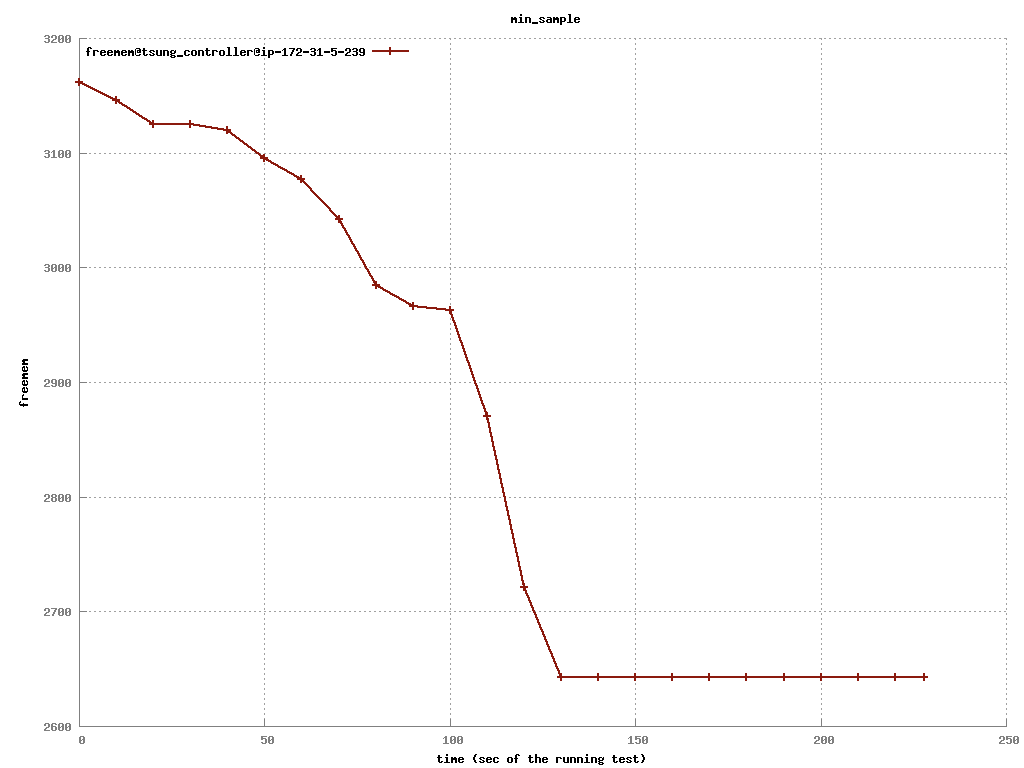 min_sample
freemem@tsung_controller@ip-172-31-5-239
3200
3100
3000
2900
2800
2700
2600
freemem
0 50 100 150 200 250
time (sec of the running test)